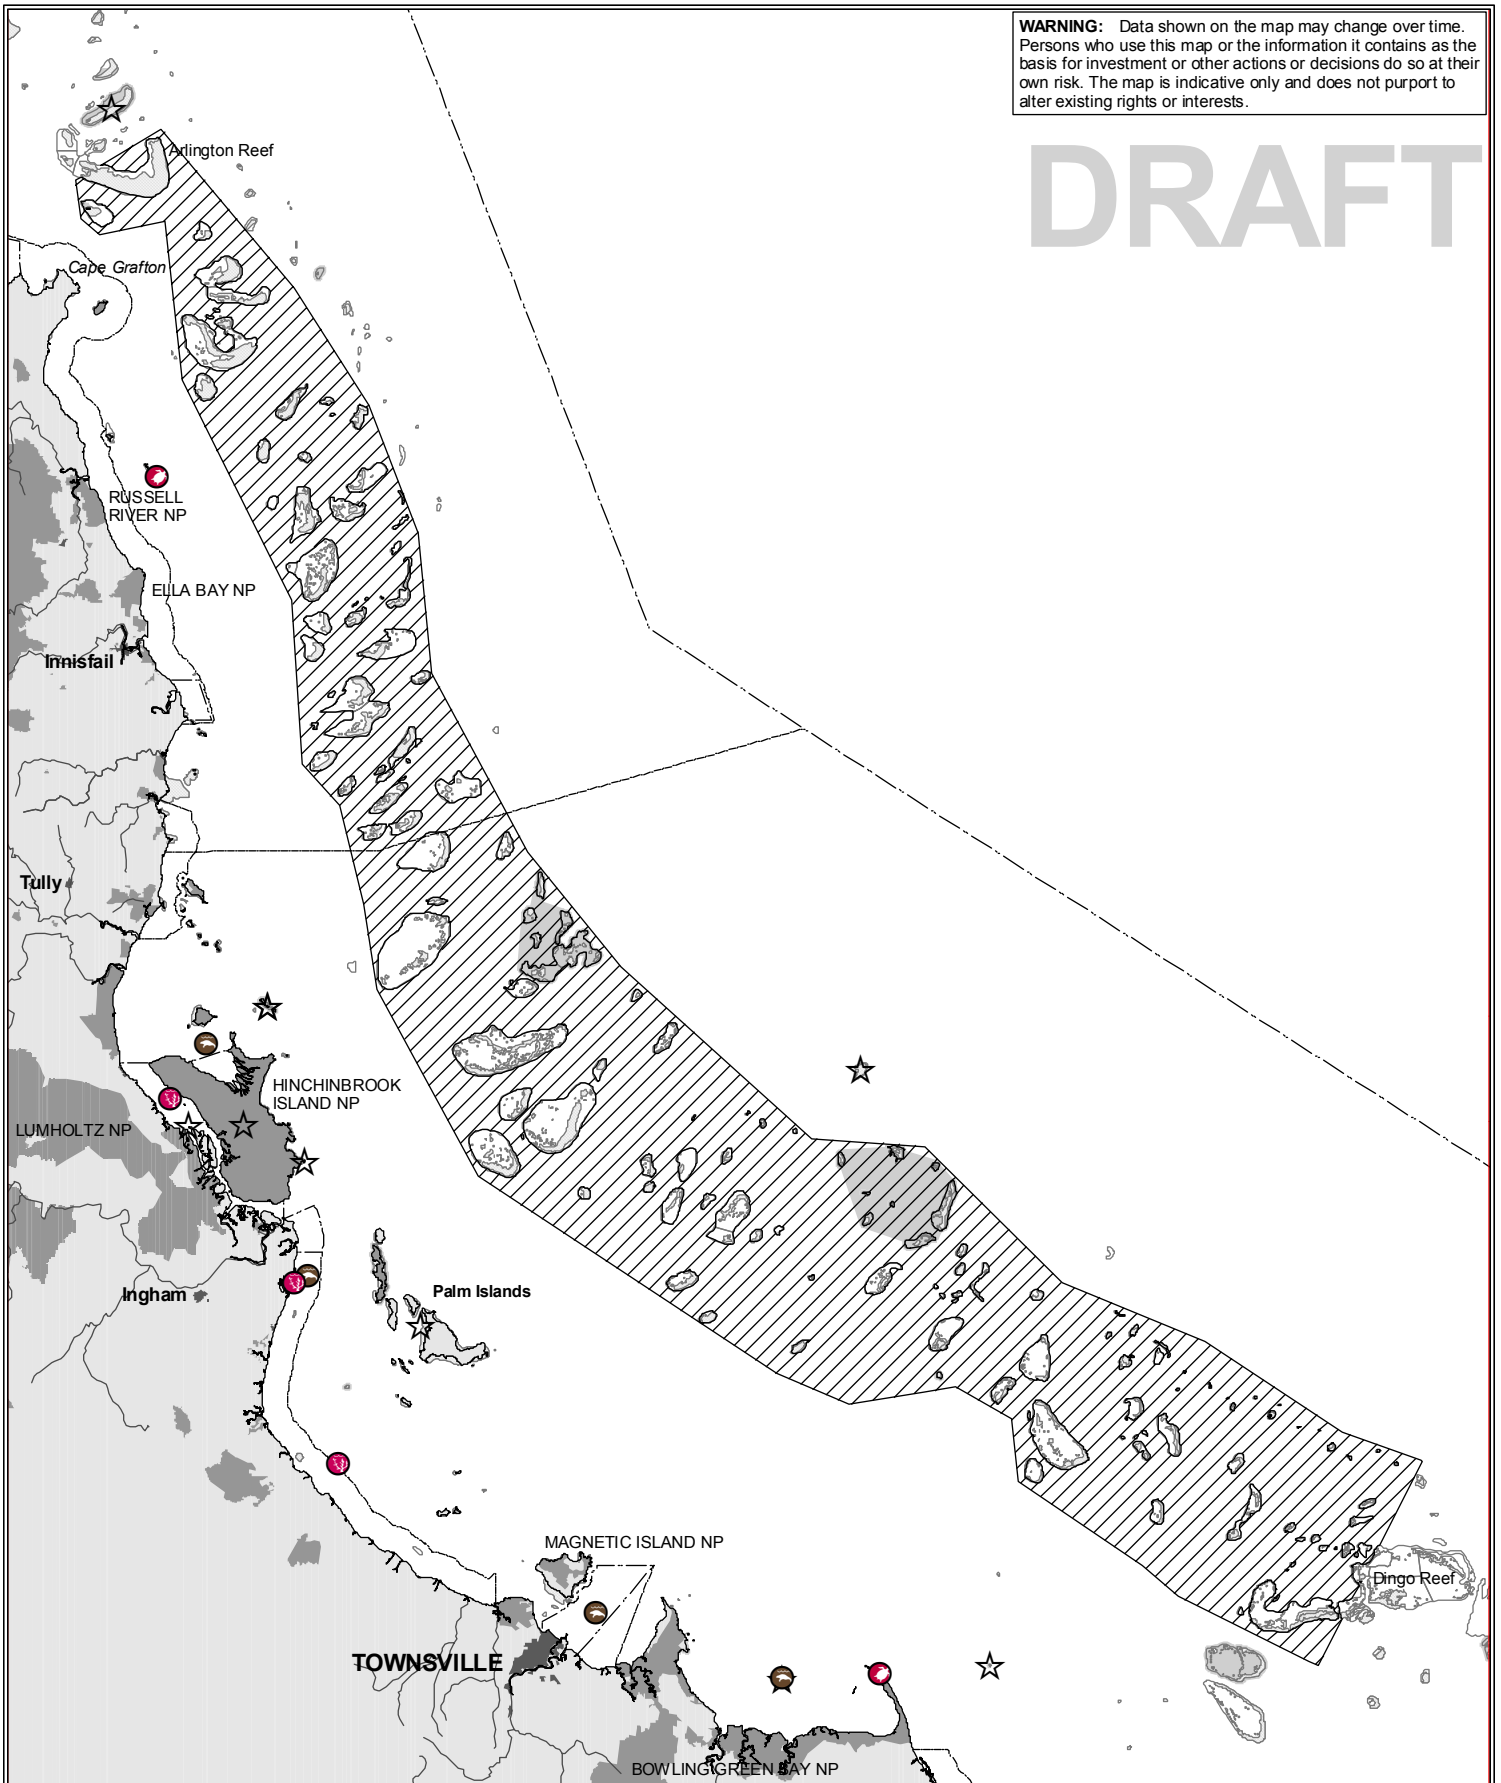 WARNING: Data shown on the map may change over time.
Persons who use this map or the information it contains as the
basis for investment or other actions or decisions do so at their
own risk. The map is indicative only and does not purport to
alter existing rights or interests.
DRAFT
Arlington Reef
Cape Grafton
RUSSELL
RIVER NP
ELLA BAY NP
Innisfail
Tully
HINCHINBROOK
ISLAND NP
LUMHOLTZ NP
Ingham
Palm Islands
MAGNETIC ISLAND NP
Dingo Reef
TOWNSVILLE
BOWLING GREEN BAY NP